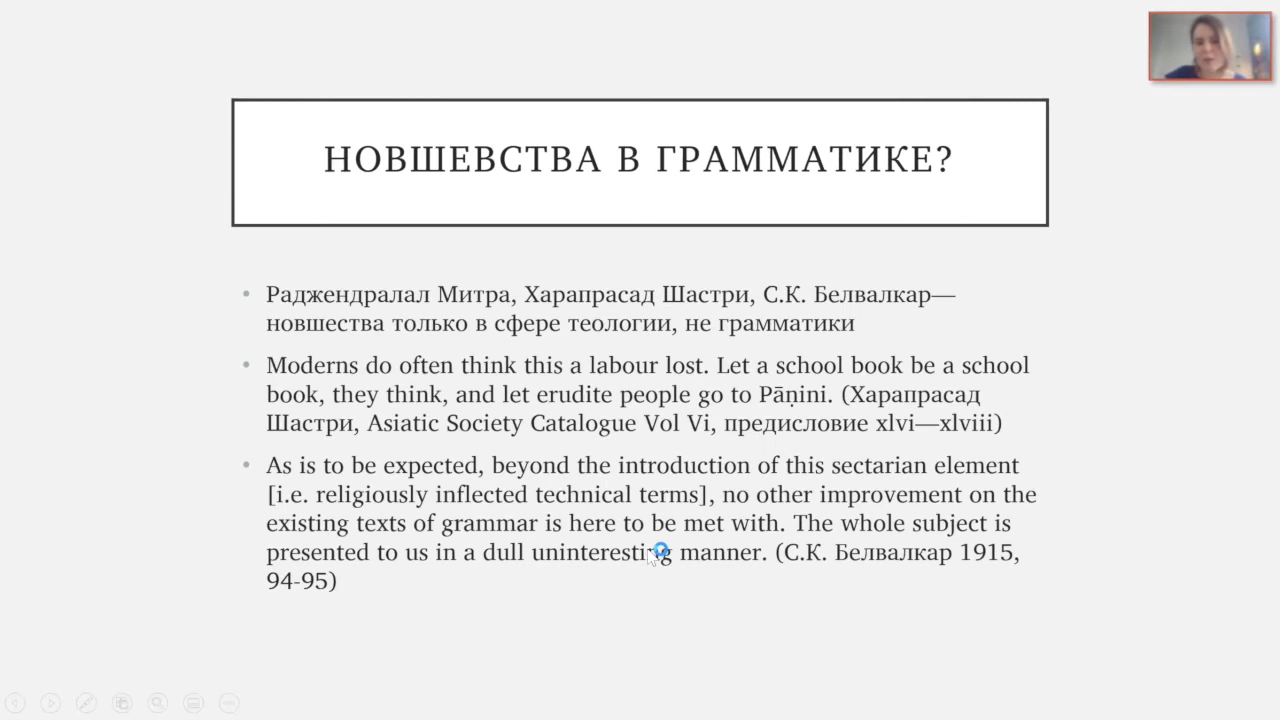 НОВШЕВСТВА В ГРАММАТИКЕ?
• Раджендралал Митра, Харапрасад Шастри, С.К. Белвалкар—
новшества только в сфере теологии, не грамматики
• Moderns do often think this a labour lost. Let a school book be a school
book, they think, and let erudite people go to Pāṇini. (Харапрасад
Шастри, Asiatic Society Catalogue Vol Vi, предисловие xlvi—xlviii)
• As is to be expected, beyond the introduction of this sectarian element
[i.e. religiously inflected technical terms], no other improvement on the
existing texts of grammar is here to be met with. The whole subject is
presented to us in a dull uninteresting manner. (С.К. Белвалкар 1915,
94-95)